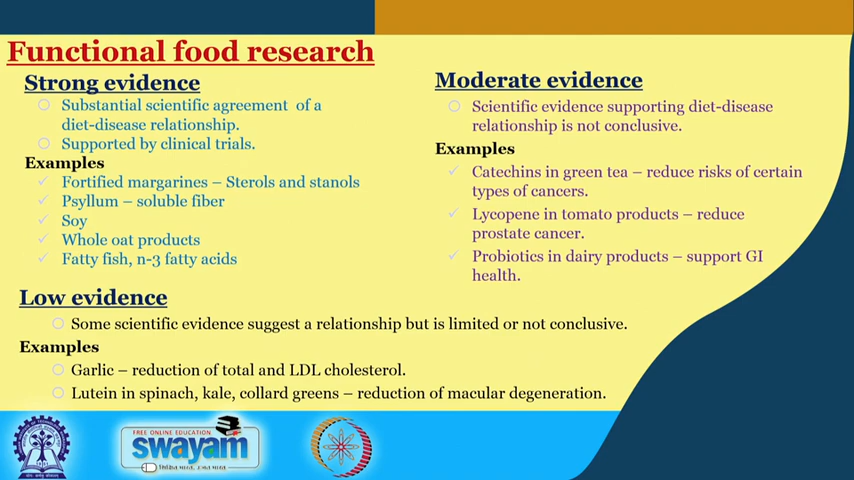 Functional food research
Strong evidence
Substantial scientific agreement of a
diet-disease relationship.
Supported by clinical trials.
Examples
Fortified margarines – Sterols and stanols
Psyllum – soluble fiber
Soy
Whole oat products
Fatty fish, n-3 fatty acids
Moderate evidence
Scientific evidence supporting diet-disease
relationship is not conclusive.
Examples
Catechins in green tea – reduce risks of certain
types of cancers.
Lycopene in tomato products – reduce
prostate cancer.
Probiotics in dairy products – support GI
health.
Low evidence
Some scientific evidence suggest a relationship but is limited or not conclusive.
Examples
Garlic – reduction of total and LDL cholesterol.
Lutein in spinach, kale, collard greens – reduction of macular degeneration.
FREE ONLINE EDUCATION
swayam